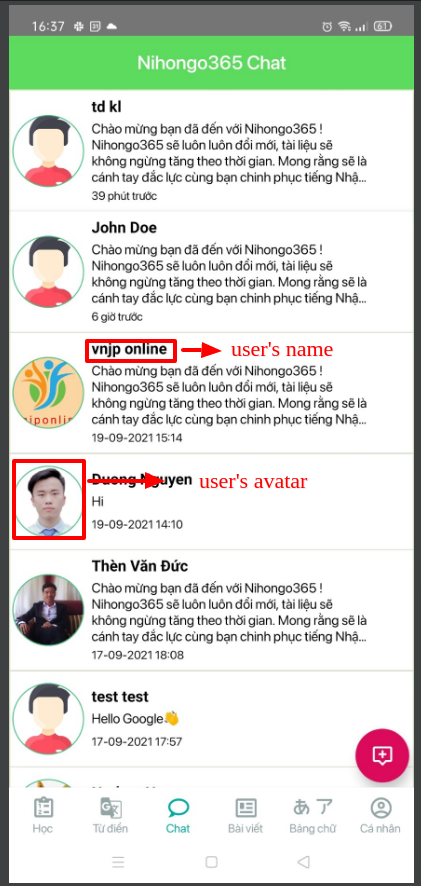 16:37
31
61
Nihongo365 Chat
td kl
Chào mừng bạn đã đến với Nihongo365 !
Nihongo365 sẽ luôn luôn đổi mới, tài liệu sẽ
không ngừng tăng theo thời gian. Mong rằng sẽ là
cánh tay đắc lực cùng bạn chinh phục tiếng Nhậ...
39 phút trước
John Doe
Chào mừng bạn đã đến với Nihongo365 !
Nihongo365 sẽ luôn luôn đổi mới, tài liệu sẽ
không ngừng tăng theo thời gian. Mong rằng sẽ là
cánh tay đắc lực cùng bạn chinh phục tiếng Nhậ...
6 giờ trước
vnjp online
user's name
Chào mừng bạn đã đến với Nihongo365 !
Nihongo365 sẽ luôn luôn đổi mới, tài liệu sẽ
không ngừng tăng theo thời gian. Mong rằng sẽ là
cánh tay đắc lực cùng bạn chinh phục tiếng Nhậ...
19-09-2021 15:14
Duong Nguyen
user's avatar
Hi
19-09-2021 14:10
Thèn Văn Đức
Chào mừng bạn đã đến với Nihongo365 !
Nihongo365 sẽ luôn luôn đổi mới, tài liệu sẽ
không ngừng tăng theo thời gian. Mong rằng sẽ là
cánh tay đắc lực cùng bạn chinh phục tiếng Nhậ...
17-09-2021 18:08
test test
Hello Google👋
17-09-2021 17:57
Học
Từ điển
Chat
Bài viết
あ ア
Bảng chữ
Cá nhân